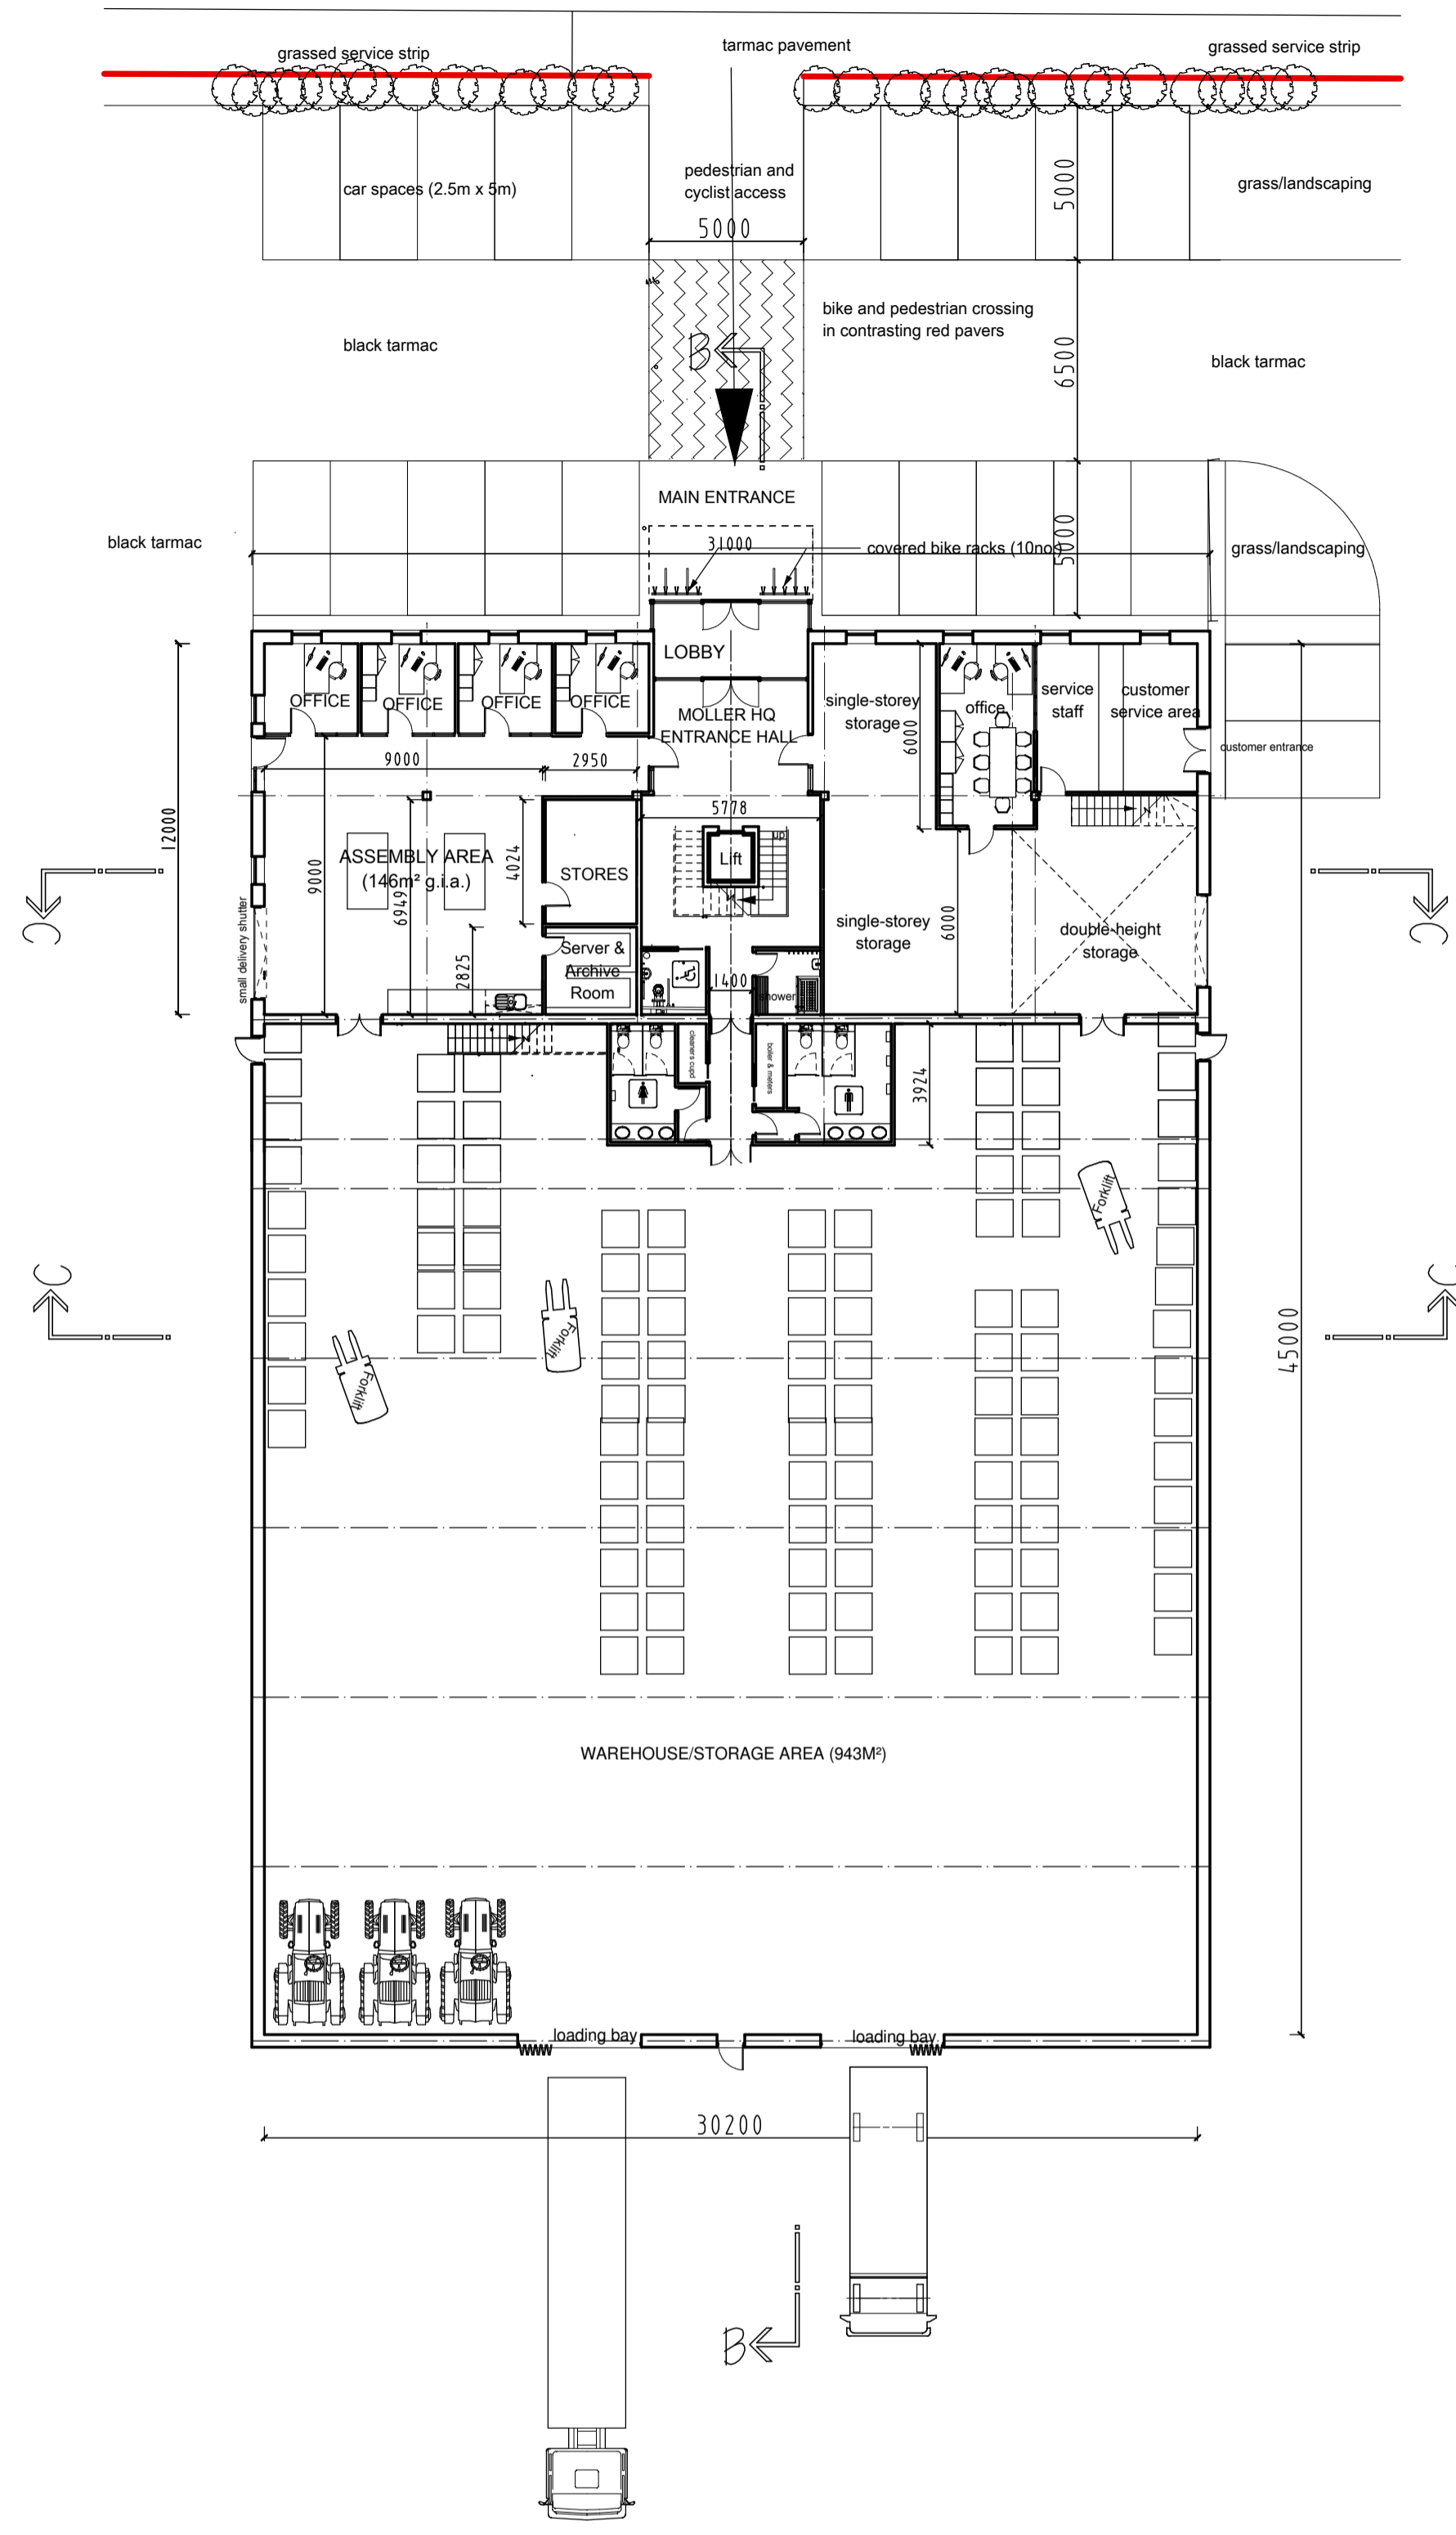 grassed service strip
tarmac pavement
grassed service strip
car spaces (2.5m x 5m)
pedestrian and
cyclist access
5000
5000
grass/landscaping
black tarmac
bike and pedestrian crossing
in contrasting red pavers
B
6500
black tarmac
MAIN ENTRANCE
black tarmac
31000
covered bike racks (10no.)
5000
grass/landscaping
LOBBY
OFFICE
OFFICE
OFFICE
OFFICE
MOLLER HQ
ENTRANCE HALL
single-storey
storage
6000
office
service
staff
customer
service area
customer entrance
9000
2950
12000
5778
up
Lift
ASSEMBLY AREA
(146m² g.i.a.)
9000
6949
4024
STORES
C
C
small delivery shutter
single-storey
storage
6000
double-height
storage
2825
Server &
Archive
Room
1400
shower
cleaners cupd
boiler & meters
3924
Forklift
C
C
Forklift
Forklift
45000
WAREHOUSE/STORAGE AREA (943M²)
loading bay
loading bay
30200
B